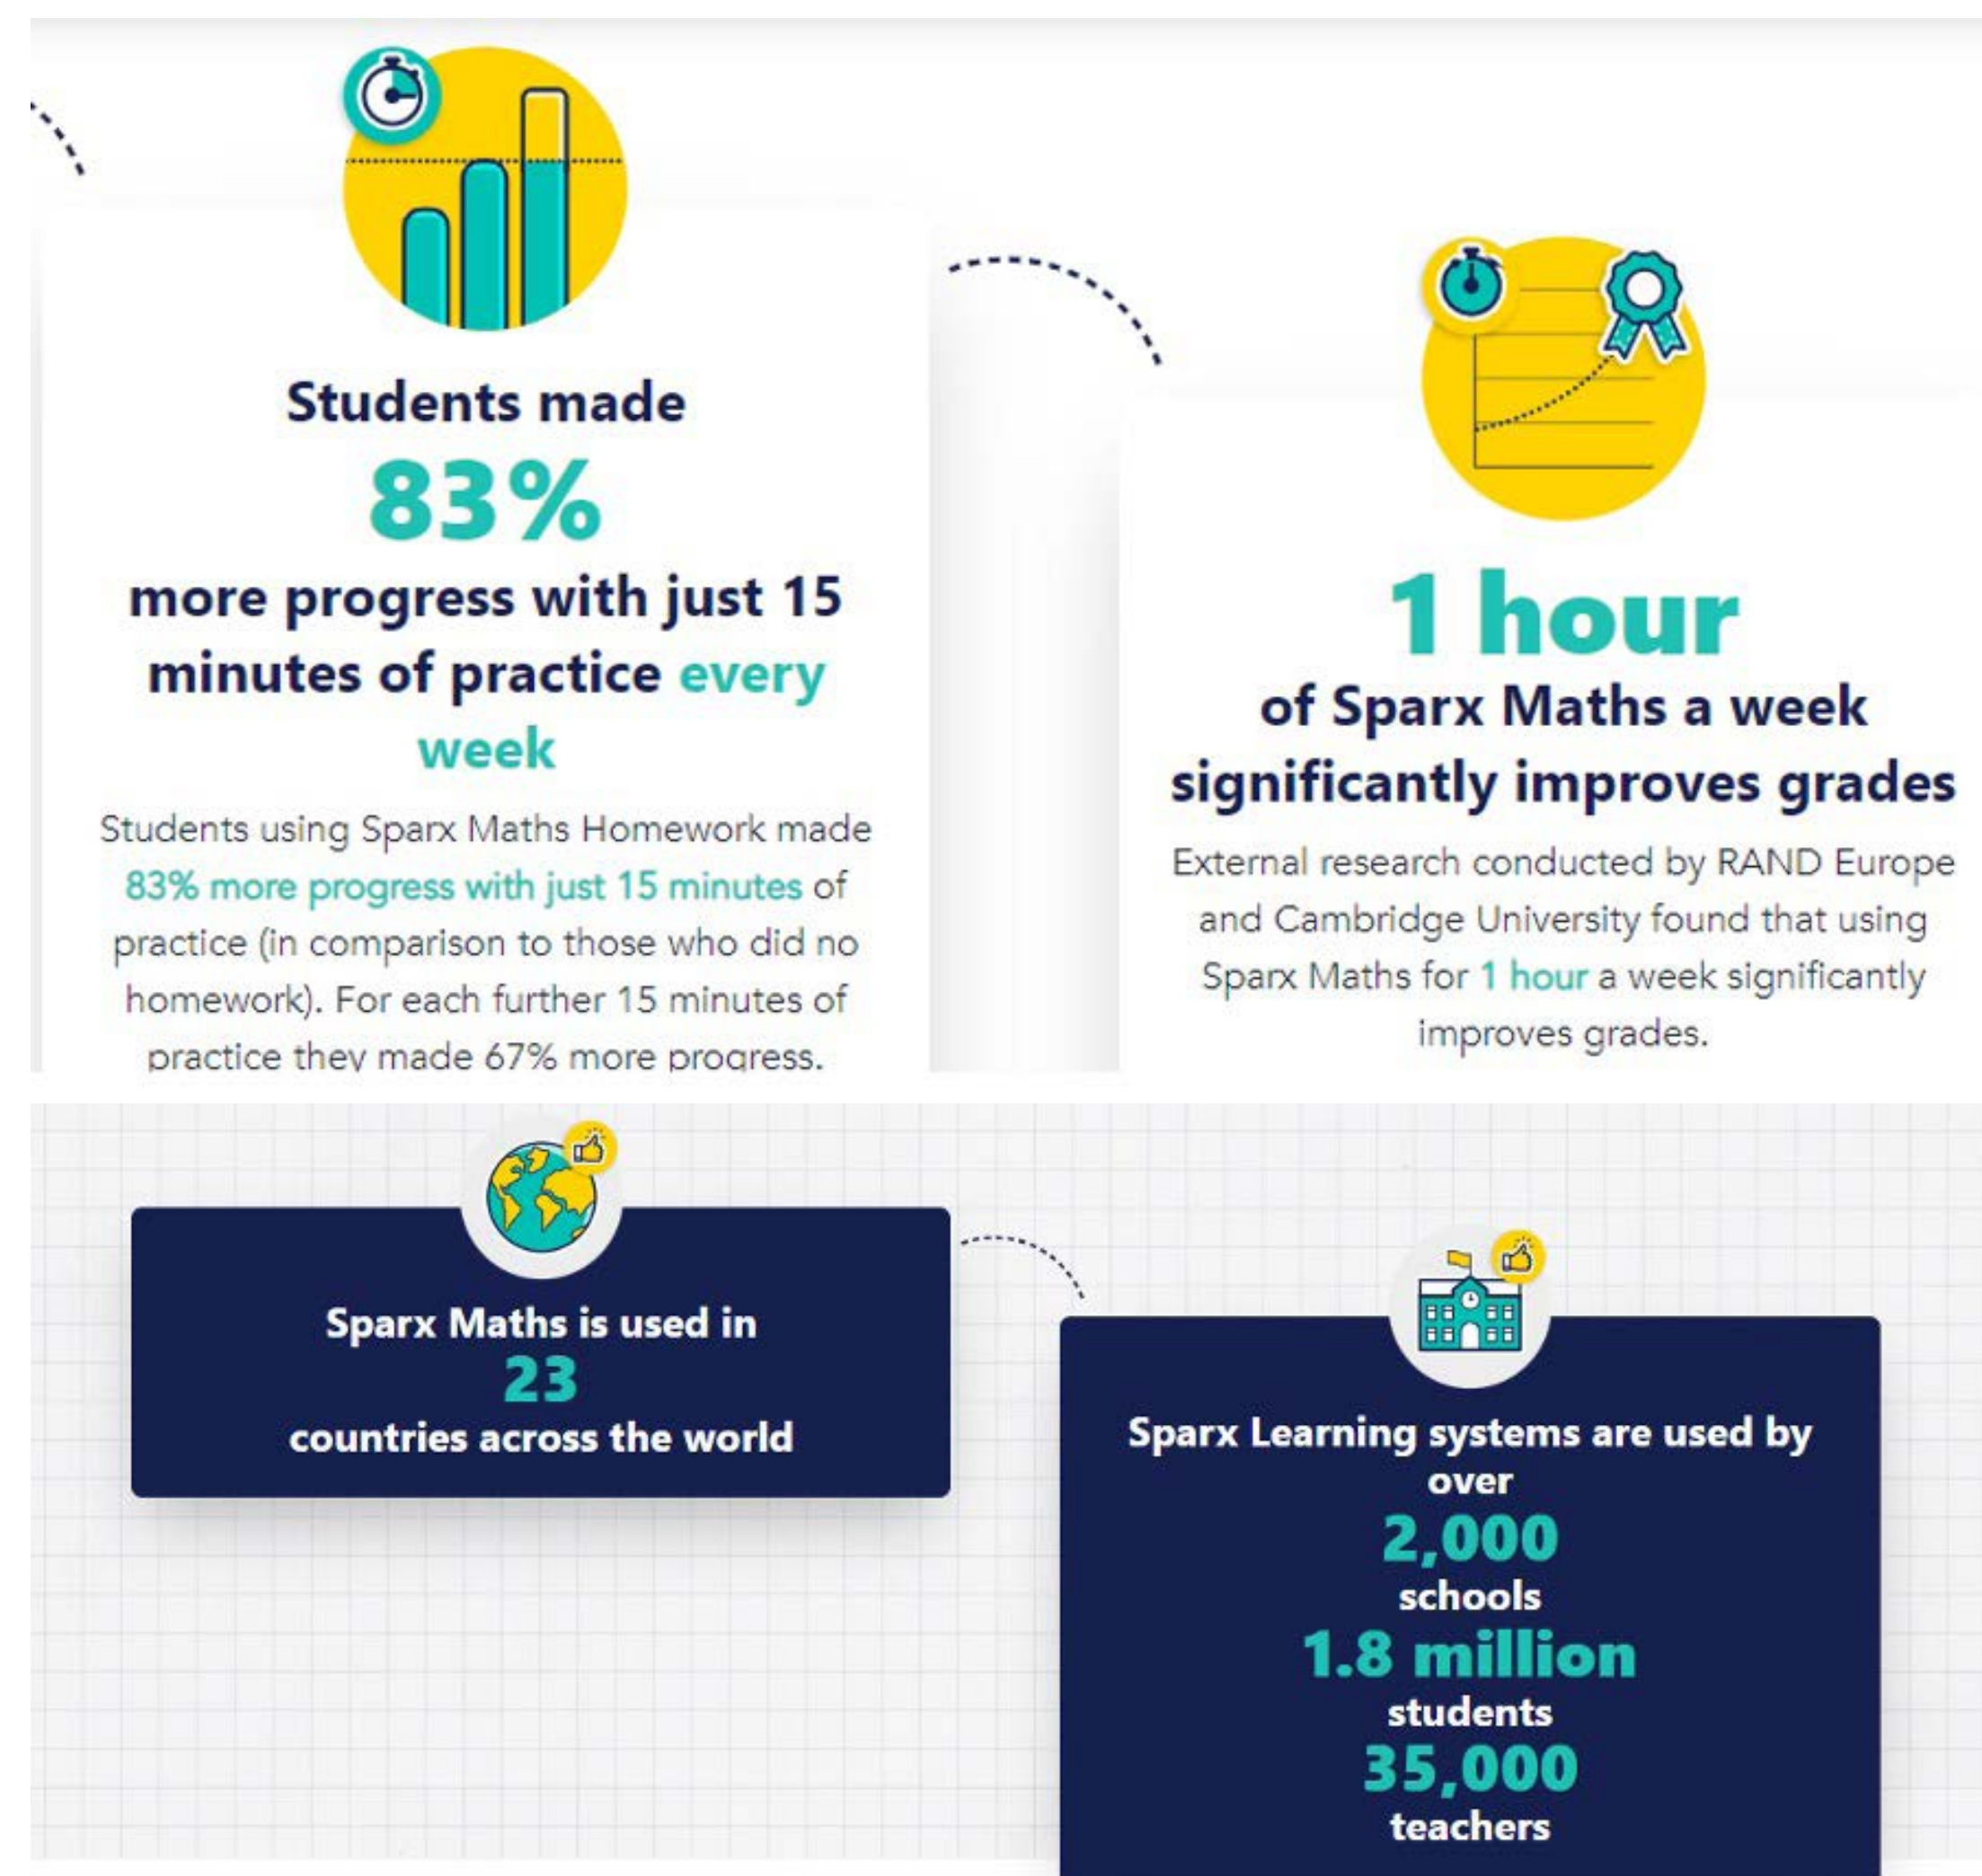 Students made
83%
more progress with just 15
minutes of practice every
week
Students using Sparx Maths Homework made
83% more progress with just 15 minutes of
practice (in comparison to those who did no
homework). For each further 15 minutes of
practice they made 67% more progress.
1 hour
of Sparx Maths a week
significantly improves grades
External research conducted by RAND Europe
and Cambridge University found that using
Sparx Maths for 1 hour a week significantly
improves grades.
Sparx Maths is used in
23
countries across the world
Sparx Learning systems are used by
over
2,000
schools
1.8 million
students
35,000
teachers